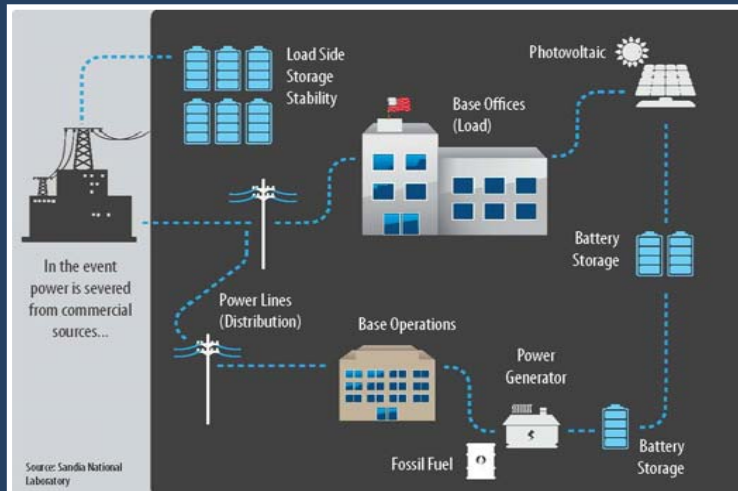 In the event
power is severed
from commercial
sources...
Source: Sandia National
Laboratory
Load Side
Storage
Stability
Base Offices
(Load)
Photovoltaic
Battery
Storage
Power Lines
(Distribution)
Base Operations
Power
Generator
Fossil Fuel
Battery
Storage